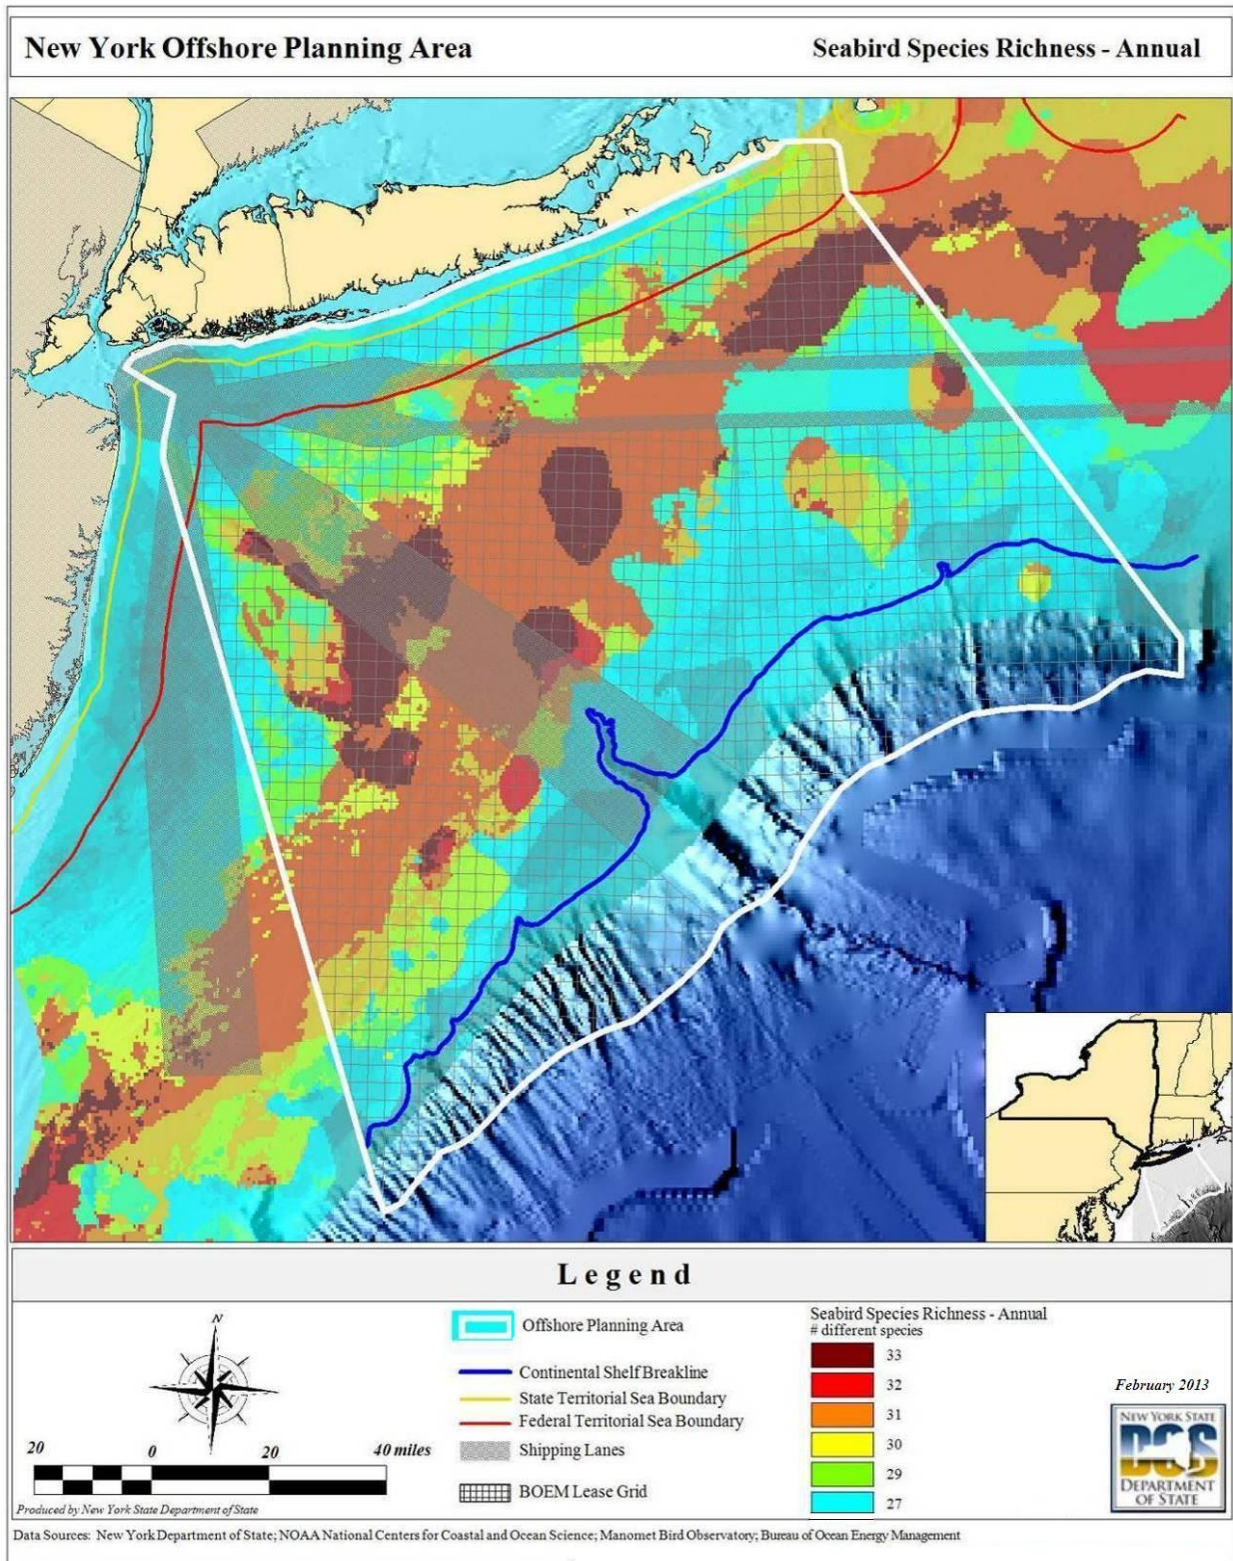 New York Offshore Planning Area
Seabird Species Richness - Annual
Legend
N
20 0 20 40 miles
Produced by New York State Department of State
Offshore Planning Area
Continental Shelf Breakline
State Territorial Sea Boundary
Federal Territorial Sea Boundary
Shipping Lanes
BOEM Lease Grid
Seabird Species Richness - Annual
# different species
33
32
31
30
29
27
February 2013
NEW YORK STATE
DOS
DEPARTMENT
OF STATE
Data Sources: New York Department of State; NOAA National Centers for Coastal and Ocean Science; Manomet Bird Observatory; Bureau of Ocean Energy Management